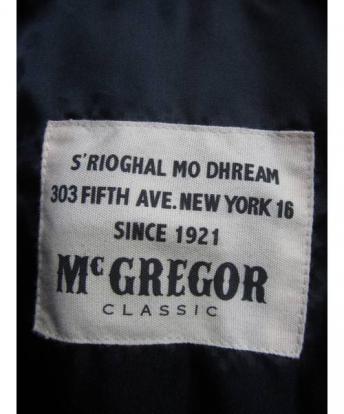 S'RIOGHAL MO DHREAM
303 FIFTH AVE. NEW YORK 16
SINCE 1921
McGREGOR
CLASSIC